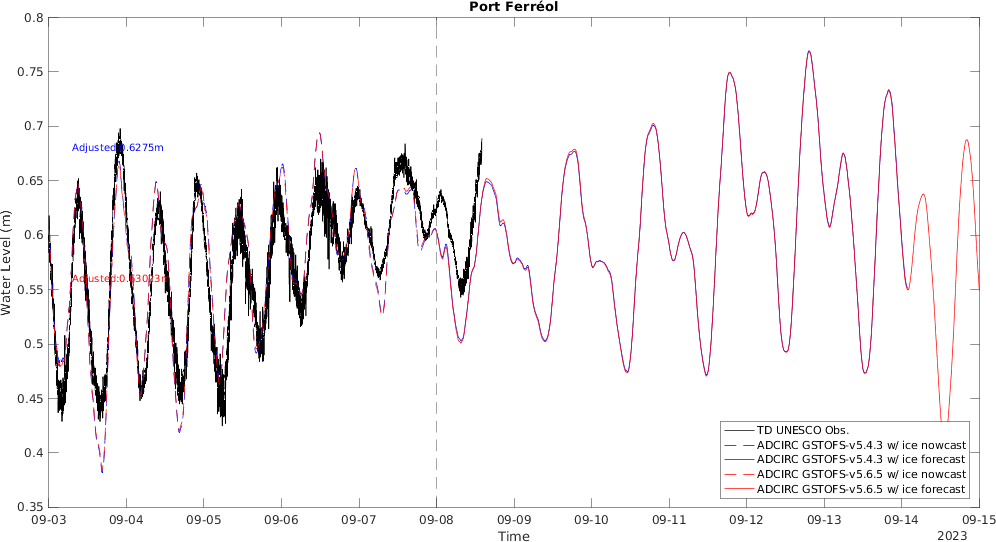 Port Ferréol
0.8
0.75
0.7
0.65
0.6
0.55
0.5
0.45
0.4
0.35
Water Level (m)
Adjusted:0.6275m
Adjusted:0.63023m
TD UNESCO Obs.
ADCIRC GSTOFS-v5.4.3 w/ ice nowcast
ADCIRC GSTOFS-v5.4.3 w/ ice forecast
ADCIRC GSTOFS-v5.6.5 w/ ice nowcast
ADCIRC GSTOFS-v5.6.5 w/ ice forecast
09-03 09-04 09-05 09-06 09-07 09-08 09-09 09-10 09-11 09-12 09-13 09-14 09-15
Time
2023